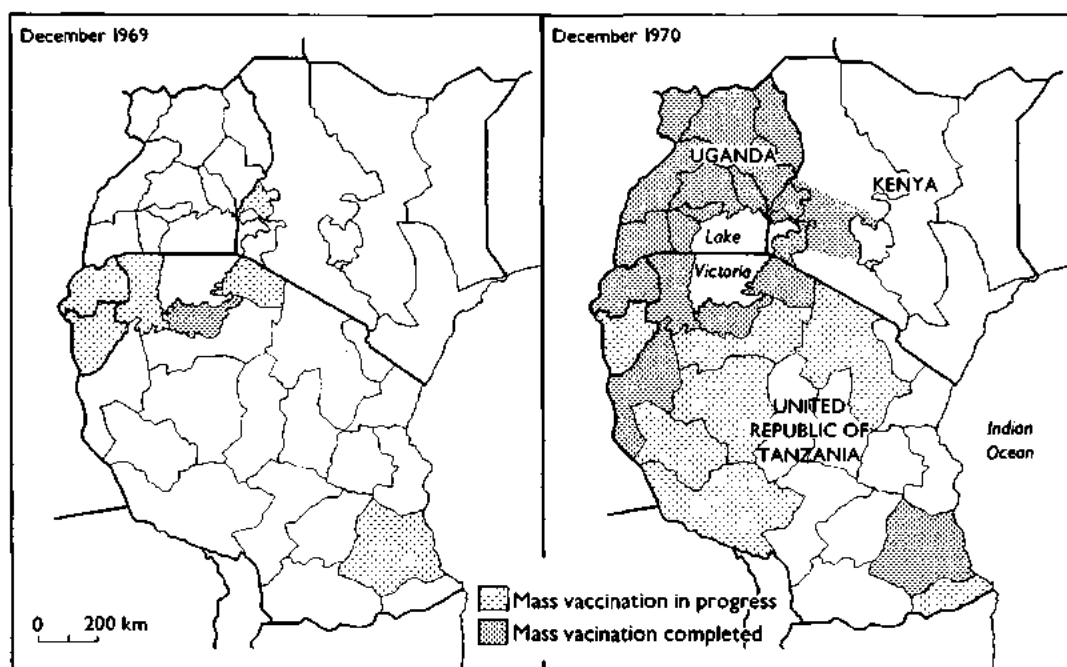 December 1969
December 1970
UGANDA
KENYA
Lake
Victoria
UNITED
REPUBLIC OF
TANZANIA
Indian
Ocean
Mass vaccination in progress
Mass vacination completed
0 200 km